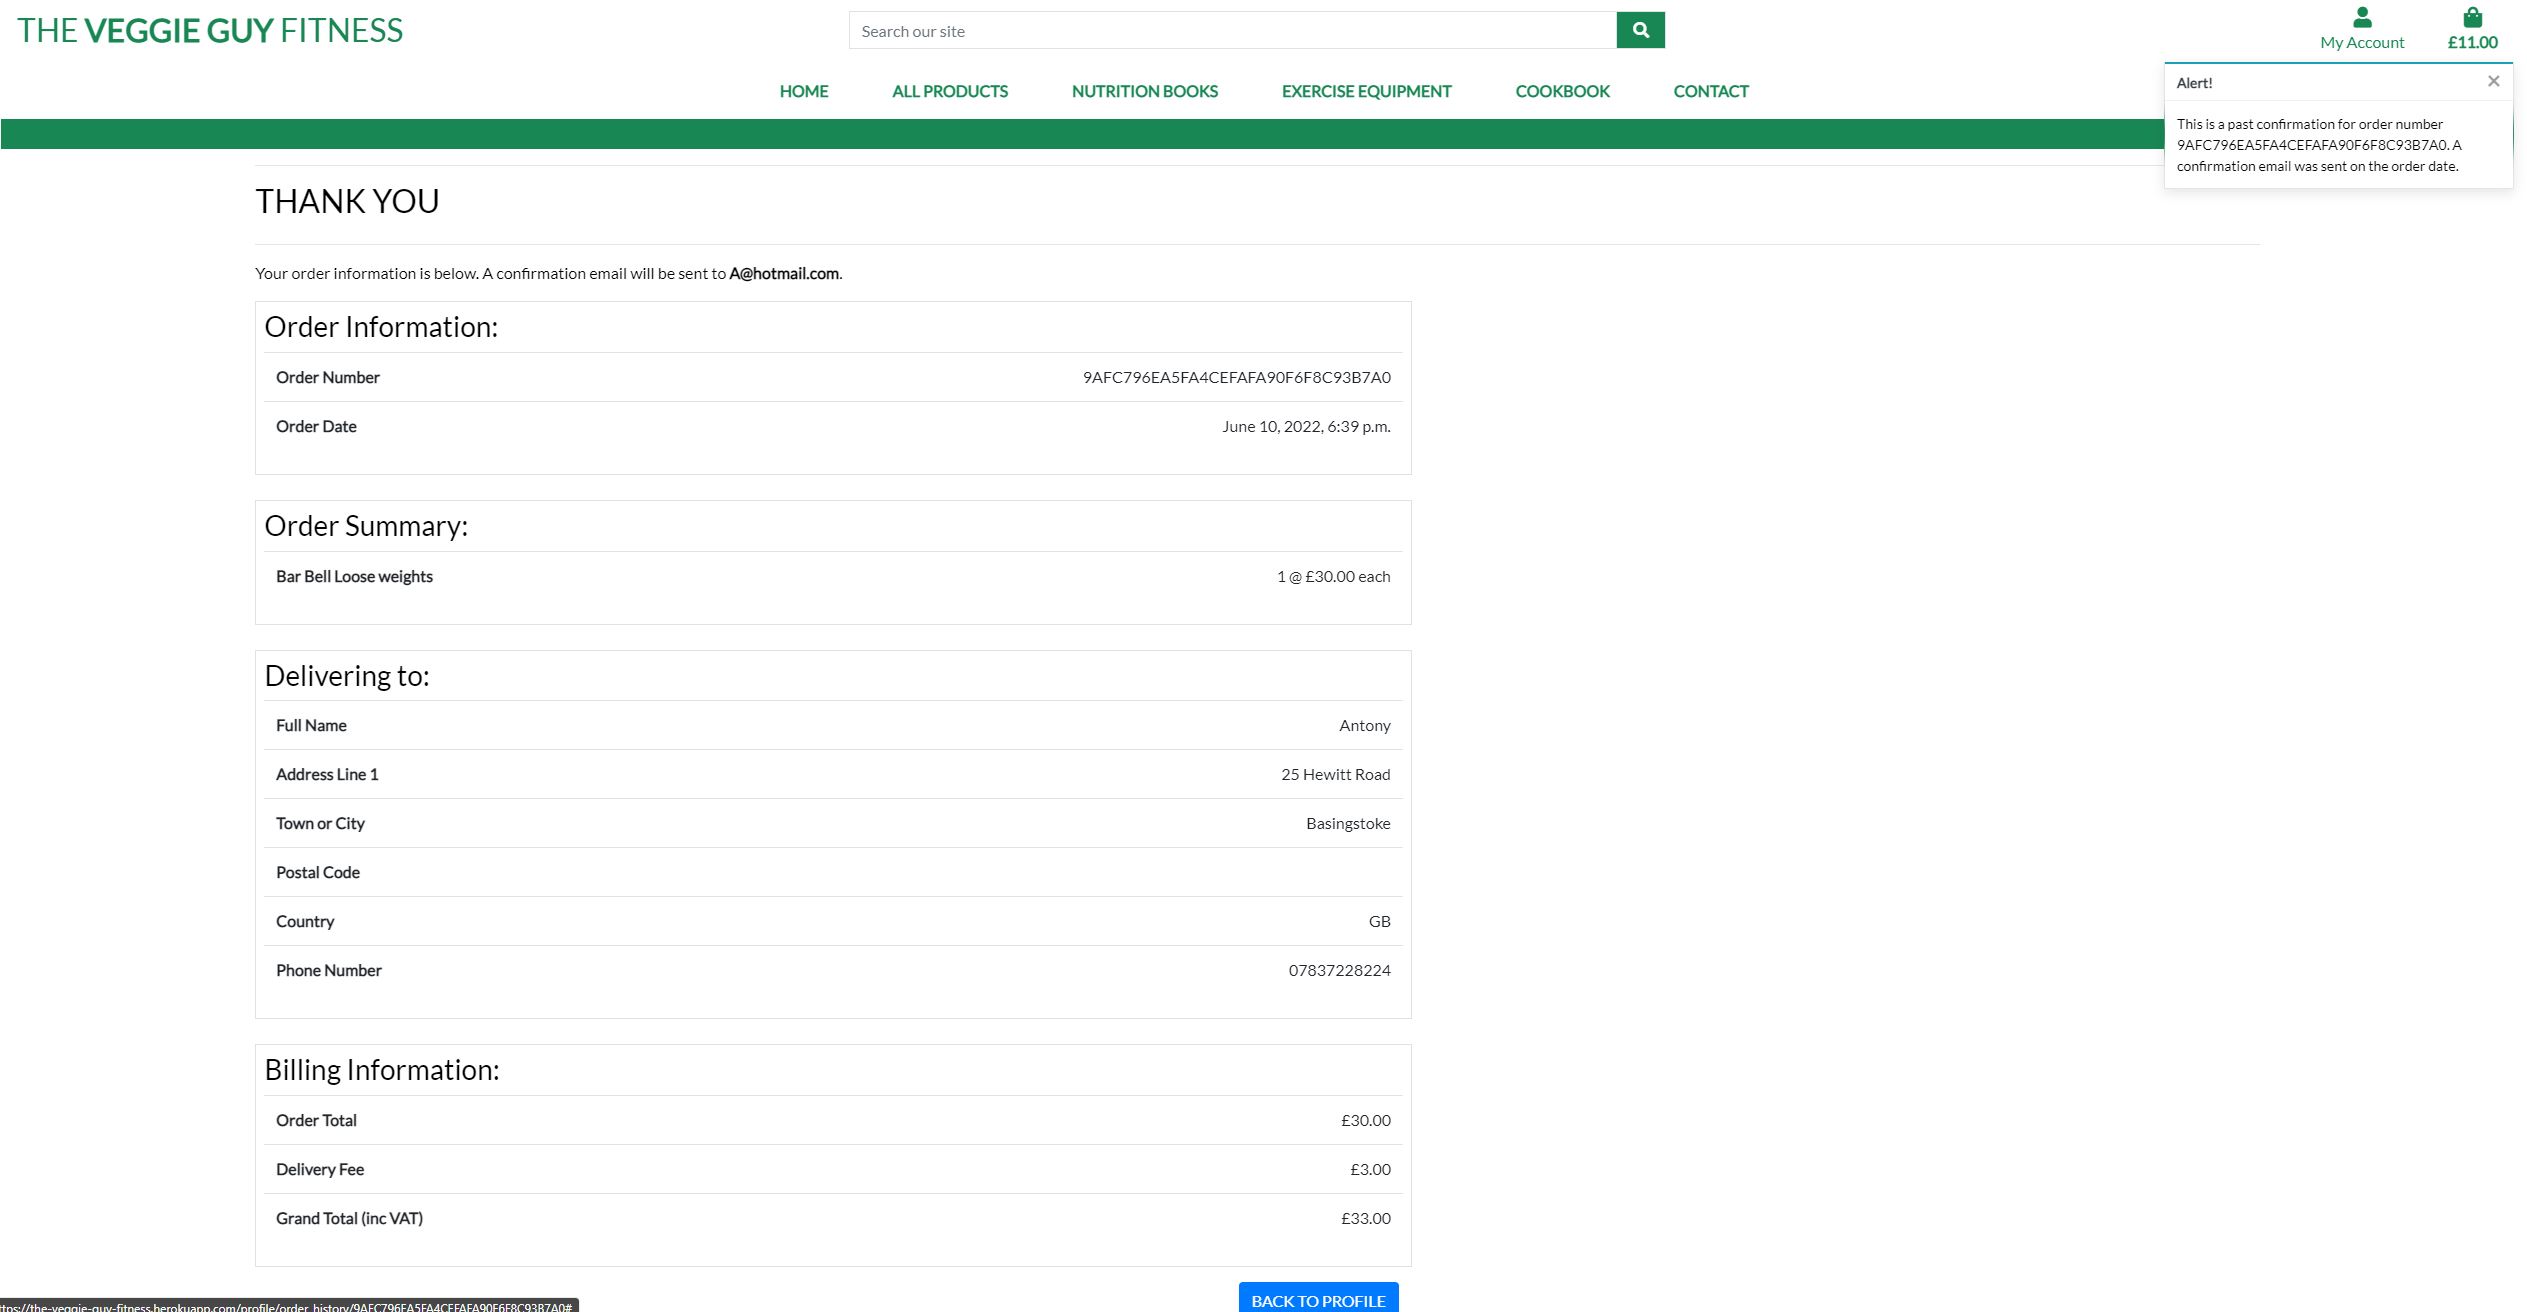 THE VEGGIE GUY FITNESS
Search our site
My Account
£11.00
HOME ALL PRODUCTS NUTRITION BOOKS EXERCISE EQUIPMENT COOKBOOK CONTACT
Alert! ×
This is a past confirmation for order number
9AFC796EA5FA4CEFAFA90F6F8C93B7A0. A
confirmation email was sent on the order date.
THANK YOU
Your order information is below. A confirmation email will be sent to A@hotmail.com.
Order Information:
Order Number 9AFC796EA5FA4CEFAFA90F6F8C93B7A0
Order Date June 10, 2022, 6:39 p.m.
Order Summary:
Bar Bell Loose weights 1 @ £30.00 each
Delivering to:
Full Name Antony
Address Line 1 25 Hewitt Road
Town or City Basingstoke
Postal Code
Country GB
Phone Number 07837228224
Billing Information:
Order Total £30.00
Delivery Fee £3.00
Grand Total (inc VAT) £33.00
BACK TO PROFILE
ttps://the-veggie-guy-fitness.herokuapp.com/profile/order_history/9AFC796EA5FA4CEFAFA90F6F8C93B7A0#